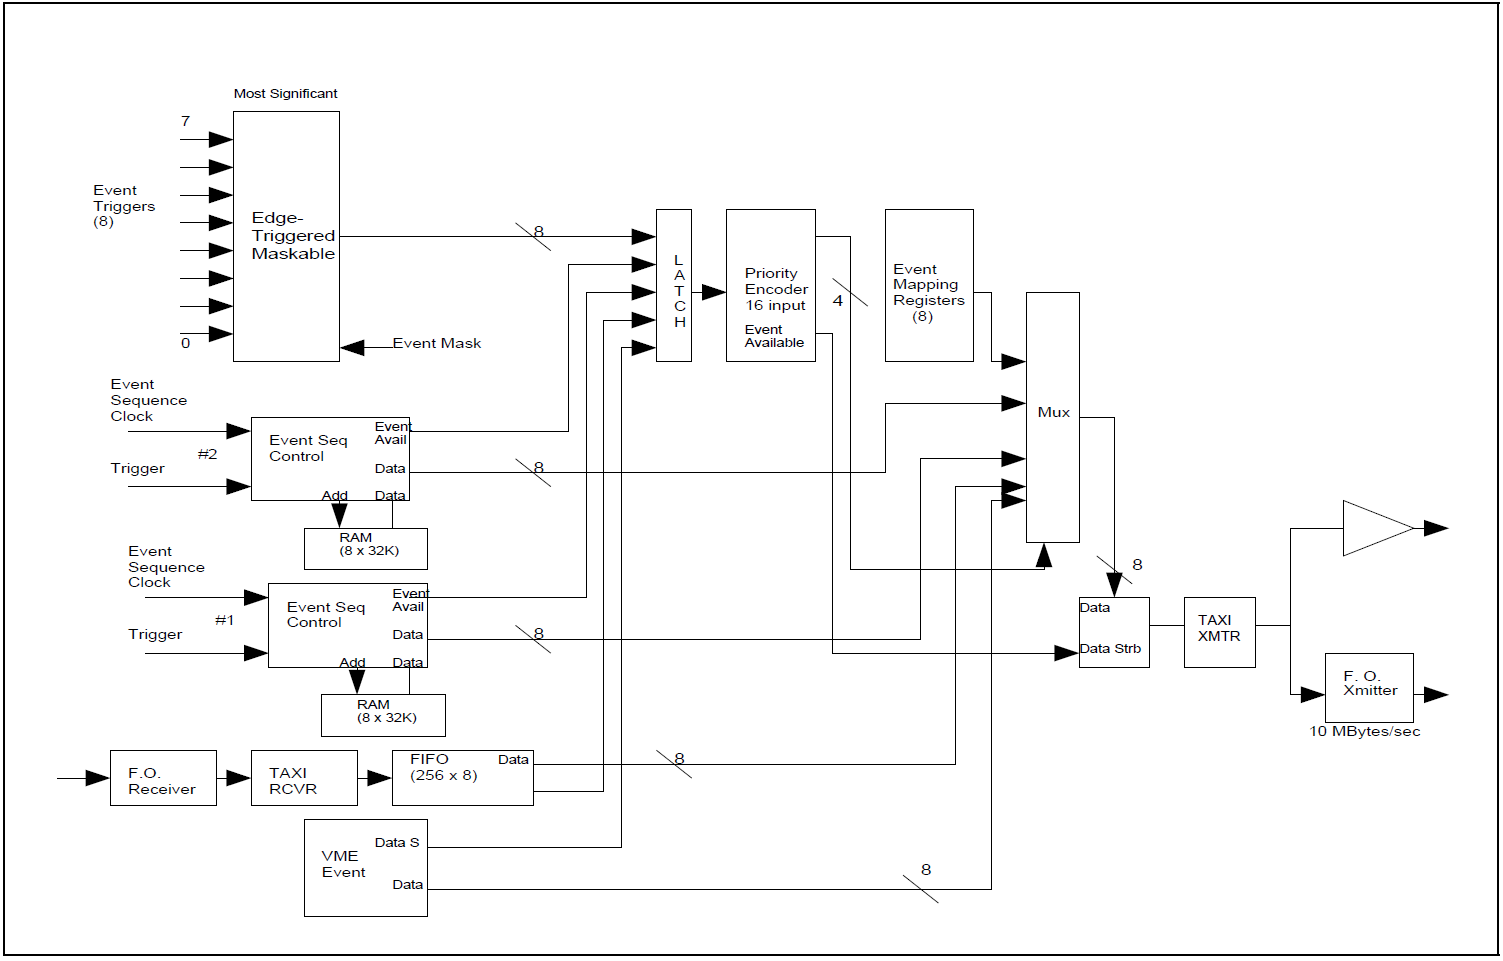 Most Significant
7
Event
Triggers
(8)
0
Edge-
Triggered
Maskable
Event Mask
8
L
A
T
C
H
Priority
Encoder
16 input
Event
Available
4
Event
Mapping
Registers
(8)
Mux
Event
Sequence
Clock
#2
Trigger
Event Seq
Control
Event
Avail
Data
Add
Data
8
RAM
(8 x 32K)
Event
Sequence
Clock
#1
Trigger
Event Seq
Control
Event
Avail
Data
Add
Data
8
RAM
(8 x 32K)
8
Data
Data Strb
TAXI
XMTR
F. O.
Xmitter
10 MBytes/sec
F.O.
Receiver
TAXI
RCVR
FIFO
(256 x 8)
Data
8
VME
Event
Data S
Data
8